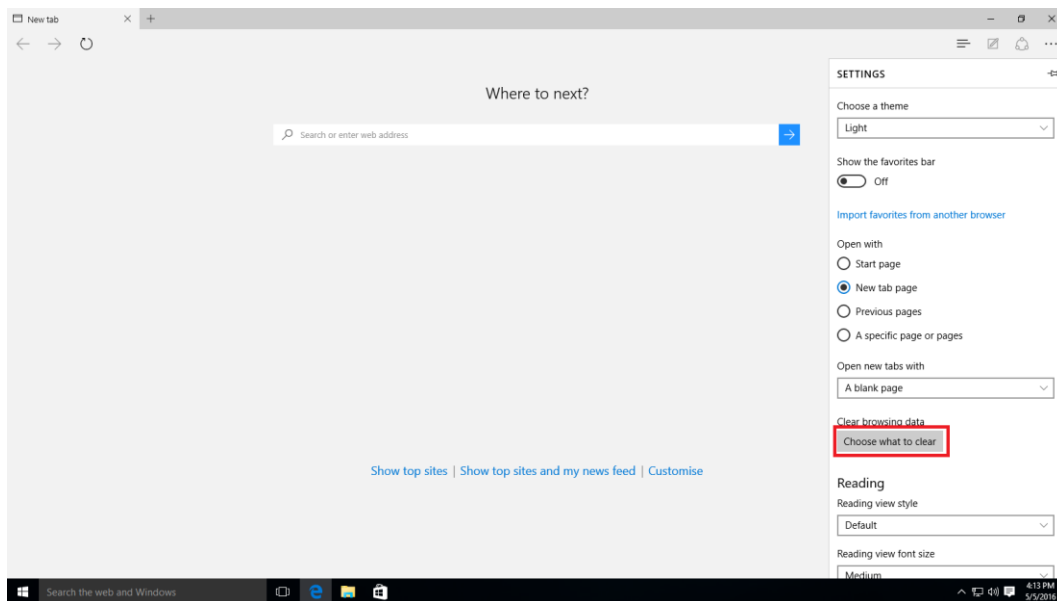 New tab
SETTINGS
Where to next?
Choose a theme
Light
Search or enter web address
Show the favorites bar
Off
Import favorites from another browser
Open with
Start page
New tab page
Previous pages
A specific page or pages
Open new tabs with
A blank page
Clear browsing data
Choose what to clear
Show top sites | Show top sites and my news feed | Customise
Reading
Reading view style
Default
Reading view font size
Medium
Search the web and Windows
4:13 PM
5/5/2016